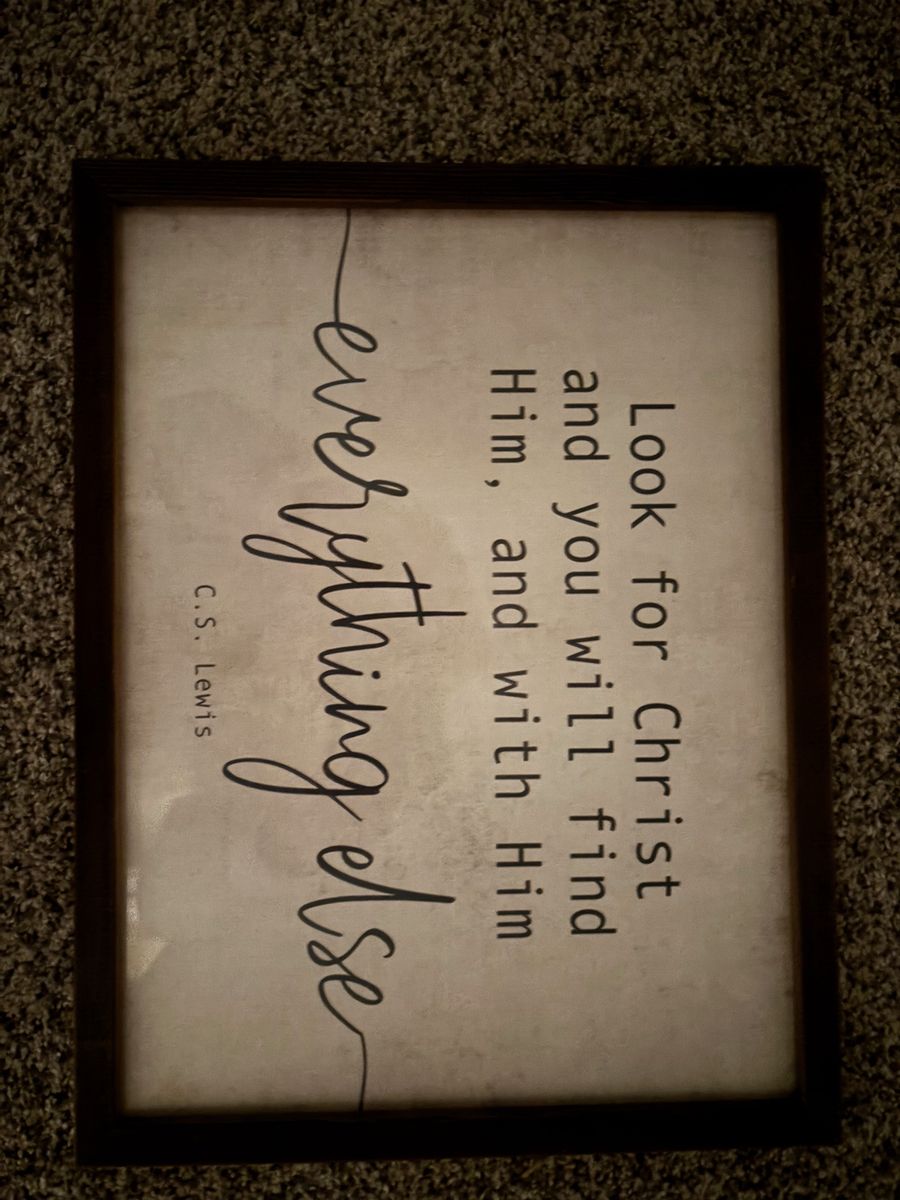 Look for Christ
and you will find
Him, and with Him
everything else
C.S. Lewis